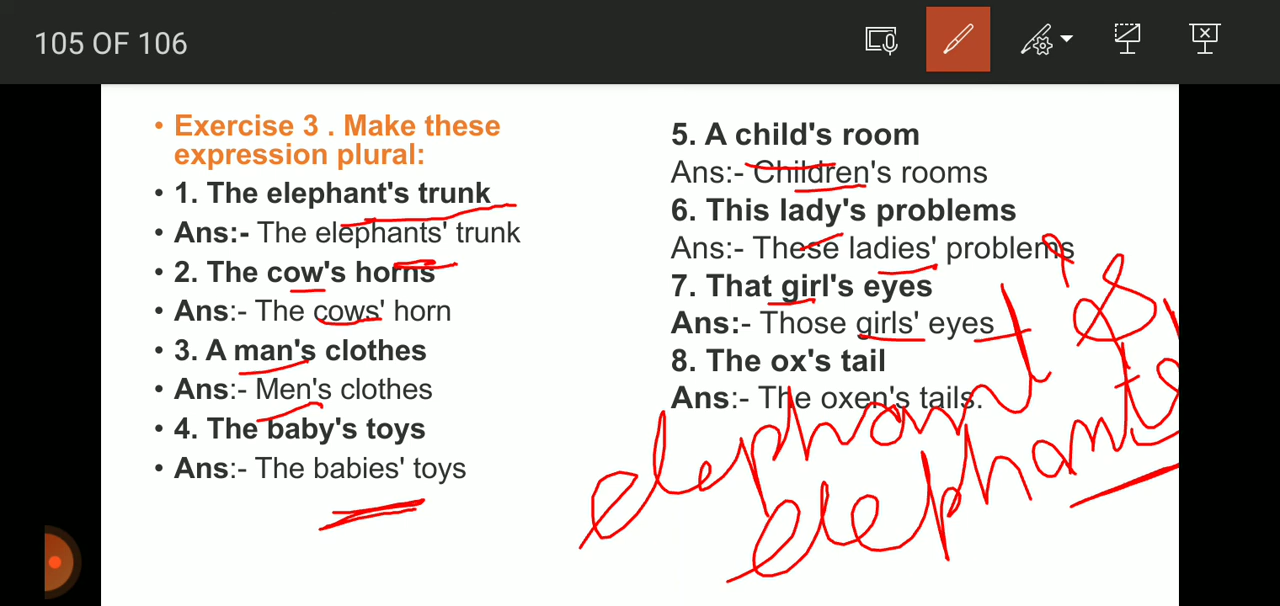 105 OF 106
• Exercise 3 . Make these
expression plural:
• 1. The elephant's trunk
• Ans:- The elephants' trunk
• 2. The cow's horns
• Ans:- The cows' horn
• 3. A man's clothes
• Ans:- Men's clothes
• 4. The baby's toys
• Ans:- The babies' toys
5. A child's room
Ans:- Children's rooms
6. This lady's problems
Ans:- These ladies' problems
7. That girl's eyes
Ans:- Those girls' eyes
8. The ox's tail
Ans:- The oxen's tails.
elephant's
elephants